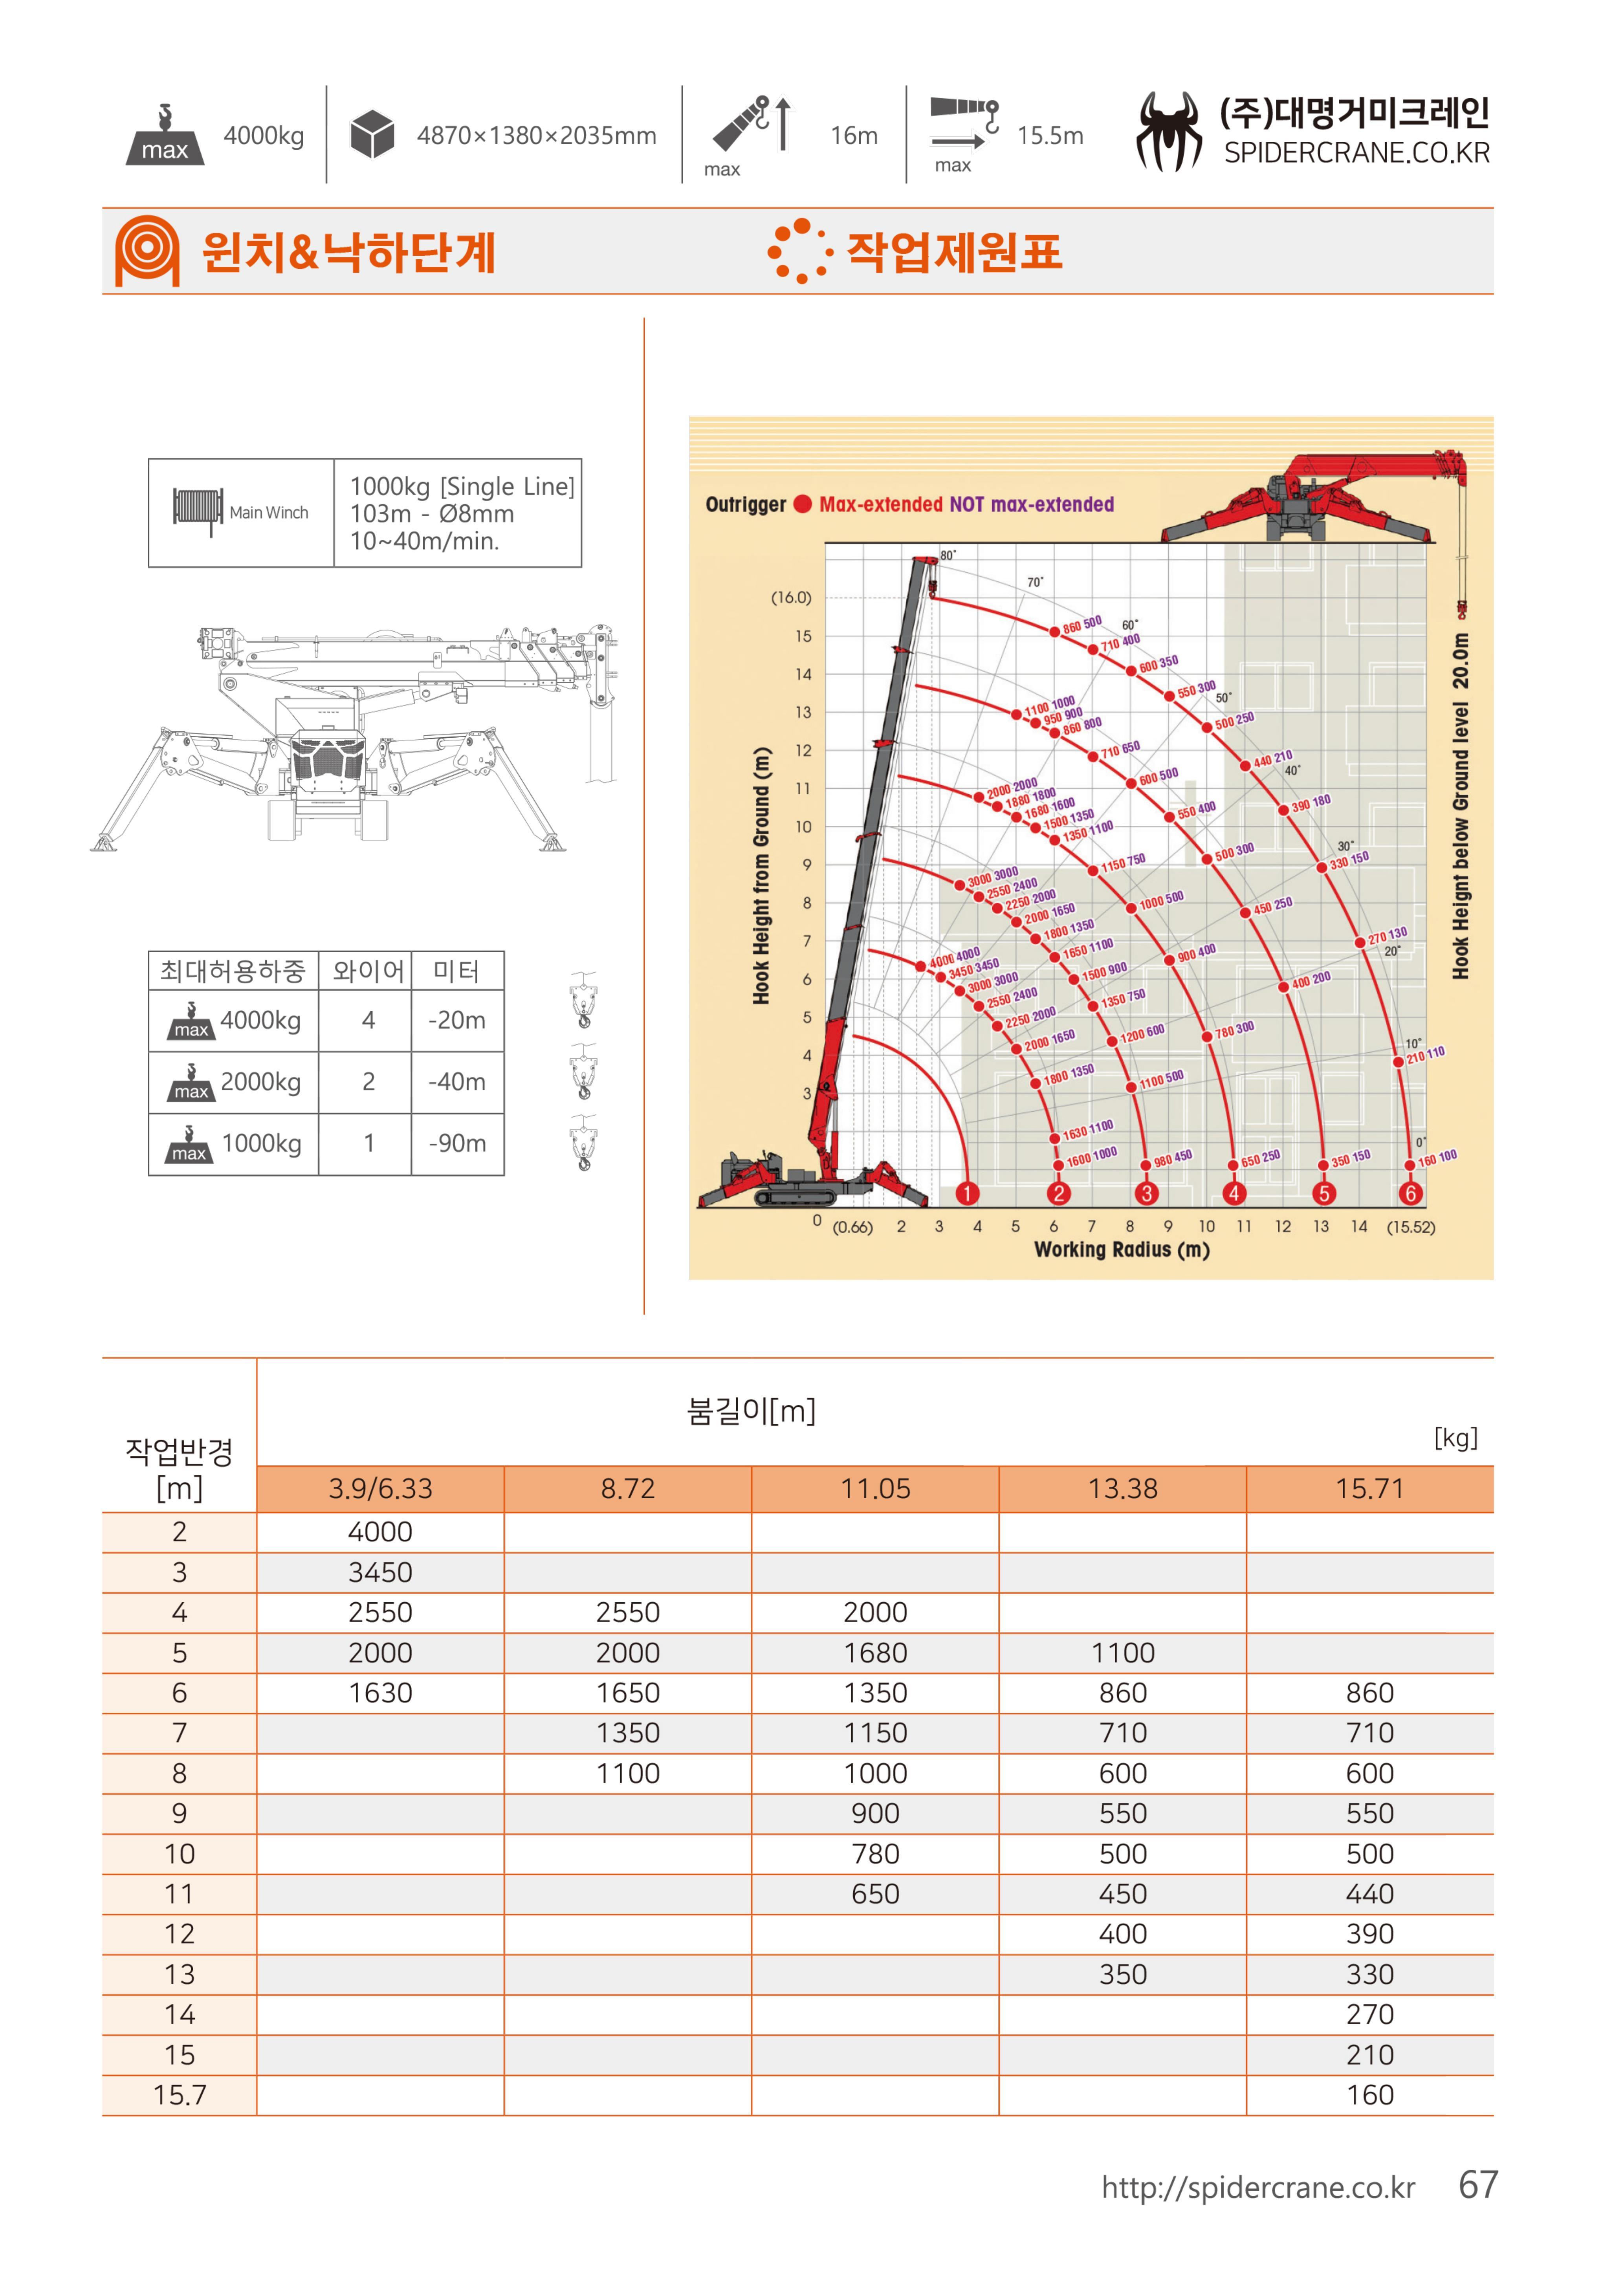 max 4000kg
4870×1380×2035mm
max 16m
max 15.5m
(주)대명거미크레인
SPIDERCRANE.CO.KR
윈치&낙하단계
작업제원표
Main Winch
1000kg [Single Line]
103m - Ø8mm
10~40m/min.
최대허용하중 와이어 미터
max 4000kg 4 -20m
max 2000kg 2 -40m
max 1000kg 1 -90m
Outrigger Max-extended NOT max-extended
Hook Height from Ground (m)
Hook Heignt below Ground level 20.0m
(16.0)
15
14
13
12
11
10
9
8
7
6
5
4
3
80°
70°
60°
50°
40°
30°
20°
10°
0°
860 500
710 400
600 350
550 300
500 250
440 210
390 180
330 150
270 130
210 110
160 100
1100 1000
950 900
860 800
710 650
600 500
550 400
500 300
450 250
400 200
350 150
2000 2000
1880 1800
1680 1600
1500 1350
1350 1100
1150 750
1000 500
900 400
780 300
650 250
3000 3000
2550 2400
2250 2000
2000 1650
1800 1350
1650 1100
1500 900
1350 750
1200 600
1100 500
980 450
4000 4000
3450 3450
3000 3000
2550 2400
2250 2000
2000 1650
1800 1350
1630 1100
1600 1000
1 2 3 4 5 6
0 (0.66) 2 3 4 5 6 7 8 9 10 11 12 13 14 (15.52)
Working Radius (m)
작업반경
[m]
붐길이[m]
[kg]
3.9/6.33 8.72 11.05 13.38 15.71
2 4000
3 3450
4 2550 2550 2000
5 2000 2000 1680 1100
6 1630 1650 1350 860 860
7 1350 1150 710 710
8 1100 1000 600 600
9 900 550 550
10 780 500 500
11 650 450 440
12 400 390
13 350 330
14 270
15 210
15.7 160
http://spidercrane.co.kr 67